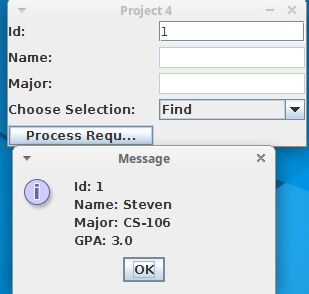 Project 4
Id: 1
Name:
Major:
Choose Selection: Find
Process Requ...
Message
Id: 1
Name: Steven
Major: CS-106
GPA: 3.0
OK